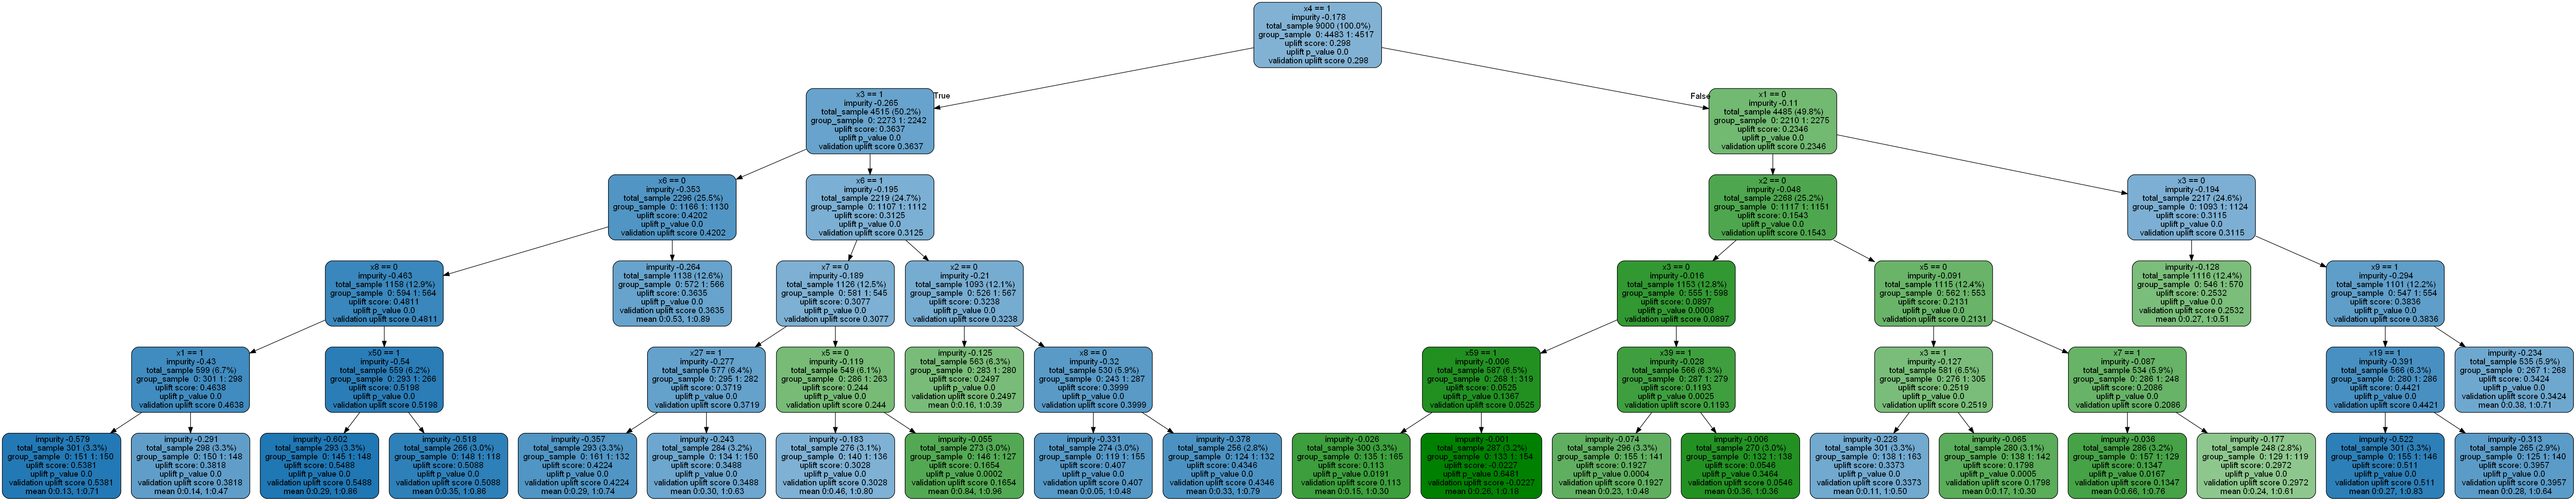 x4 == 1
impurity -0.178
total_sample 9000 (100.0%)
group_sample 0: 4483 1: 4517
uplift score: 0.298
uplift p_value 0.0
validation uplift score 0.298
True
False
x3 == 1
impurity -0.265
total_sample 4515 (50.2%)
group_sample 0: 2273 1: 2242
uplift score: 0.3637
uplift p_value 0.0
validation uplift score 0.3637
x1 == 0
impurity -0.11
total_sample 4485 (49.8%)
group_sample 0: 2210 1: 2275
uplift score: 0.2346
uplift p_value 0.0
validation uplift score 0.2346
x6 == 0
impurity -0.353
total_sample 2296 (25.5%)
group_sample 0: 1166 1: 1130
uplift score: 0.4202
uplift p_value 0.0
validation uplift score 0.4202
x6 == 1
impurity -0.195
total_sample 2219 (24.7%)
group_sample 0: 1107 1: 1112
uplift score: 0.3125
uplift p_value 0.0
validation uplift score 0.3125
x2 == 0
impurity -0.048
total_sample 2268 (25.2%)
group_sample 0: 1117 1: 1151
uplift score: 0.1543
uplift p_value 0.0
validation uplift score 0.1543
x3 == 0
impurity -0.194
total_sample 2217 (24.6%)
group_sample 0: 1093 1: 1124
uplift score: 0.3115
uplift p_value 0.0
validation uplift score 0.3115
x8 == 0
impurity -0.463
total_sample 1158 (12.9%)
group_sample 0: 594 1: 564
uplift score: 0.4811
uplift p_value 0.0
validation uplift score 0.4811
impurity -0.264
total_sample 1138 (12.6%)
group_sample 0: 572 1: 566
uplift score: 0.3635
uplift p_value 0.0
validation uplift score 0.3635
mean 0:0.53, 1:0.89
x7 == 0
impurity -0.189
total_sample 1126 (12.5%)
group_sample 0: 581 1: 545
uplift score: 0.3077
uplift p_value 0.0
validation uplift score 0.3077
x2 == 0
impurity -0.21
total_sample 1093 (12.1%)
group_sample 0: 526 1: 567
uplift score: 0.3238
uplift p_value 0.0
validation uplift score 0.3238
x3 == 0
impurity -0.016
total_sample 1153 (12.8%)
group_sample 0: 555 1: 598
uplift score: 0.0897
uplift p_value 0.0008
validation uplift score 0.0897
x5 == 0
impurity -0.091
total_sample 1115 (12.4%)
group_sample 0: 562 1: 553
uplift score: 0.2131
uplift p_value 0.0
validation uplift score 0.2131
impurity -0.128
total_sample 1116 (12.4%)
group_sample 0: 546 1: 570
uplift score: 0.2532
uplift p_value 0.0
validation uplift score 0.2532
mean 0:0.27, 1:0.51
x9 == 1
impurity -0.294
total_sample 1101 (12.2%)
group_sample 0: 547 1: 554
uplift score: 0.3836
uplift p_value 0.0
validation uplift score 0.3836
x1 == 1
impurity -0.43
total_sample 599 (6.7%)
group_sample 0: 301 1: 298
uplift score: 0.4638
uplift p_value 0.0
validation uplift score 0.4638
x50 == 1
impurity -0.54
total_sample 559 (6.2%)
group_sample 0: 293 1: 266
uplift score: 0.5198
uplift p_value 0.0
validation uplift score 0.5198
x27 == 1
impurity -0.277
total_sample 577 (6.4%)
group_sample 0: 295 1: 282
uplift score: 0.3719
uplift p_value 0.0
validation uplift score 0.3719
x5 == 0
impurity -0.119
total_sample 549 (6.1%)
group_sample 0: 286 1: 263
uplift score: 0.244
uplift p_value 0.0
validation uplift score 0.244
impurity -0.125
total_sample 563 (6.3%)
group_sample 0: 283 1: 280
uplift score: 0.2497
uplift p_value 0.0
validation uplift score 0.2497
mean 0:0.16, 1:0.39
x8 == 0
impurity -0.32
total_sample 530 (5.9%)
group_sample 0: 243 1: 287
uplift score: 0.3999
uplift p_value 0.0
validation uplift score 0.3999
x59 == 1
impurity -0.006
total_sample 587 (6.5%)
group_sample 0: 268 1: 319
uplift score: 0.0525
uplift p_value 0.1367
validation uplift score 0.0525
x39 == 1
impurity -0.028
total_sample 566 (6.3%)
group_sample 0: 287 1: 279
uplift score: 0.1193
uplift p_value 0.0025
validation uplift score 0.1193
x3 == 1
impurity -0.127
total_sample 581 (6.5%)
group_sample 0: 276 1: 305
uplift score: 0.2519
uplift p_value 0.0
validation uplift score 0.2519
x7 == 1
impurity -0.087
total_sample 534 (5.9%)
group_sample 0: 286 1: 248
uplift score: 0.2086
uplift p_value 0.0
validation uplift score 0.2086
x19 == 1
impurity -0.391
total_sample 566 (6.3%)
group_sample 0: 280 1: 286
uplift score: 0.4421
uplift p_value 0.0
validation uplift score 0.4421
impurity -0.234
total_sample 535 (5.9%)
group_sample 0: 267 1: 268
uplift score: 0.3424
uplift p_value 0.0
validation uplift score 0.3424
mean 0:0.38, 1:0.71
impurity -0.579
total_sample 301 (3.3%)
group_sample 0: 151 1: 150
uplift score: 0.5381
uplift p_value 0.0
validation uplift score 0.5381
mean 0:0.13, 1:0.71
impurity -0.291
total_sample 298 (3.3%)
group_sample 0: 150 1: 148
uplift score: 0.3818
uplift p_value 0.0
validation uplift score 0.3818
mean 0:0.14, 1:0.47
impurity -0.602
total_sample 293 (3.3%)
group_sample 0: 145 1: 148
uplift score: 0.5488
uplift p_value 0.0
validation uplift score 0.5488
mean 0:0.29, 1:0.86
impurity -0.518
total_sample 266 (3.0%)
group_sample 0: 148 1: 118
uplift score: 0.5088
uplift p_value 0.0
validation uplift score 0.5088
mean 0:0.35, 1:0.86
impurity -0.357
total_sample 293 (3.3%)
group_sample 0: 161 1: 132
uplift score: 0.4224
uplift p_value 0.0
validation uplift score 0.4224
mean 0:0.29, 1:0.74
impurity -0.243
total_sample 284 (3.2%)
group_sample 0: 134 1: 150
uplift score: 0.3488
uplift p_value 0.0
validation uplift score 0.3488
mean 0:0.30, 1:0.63
impurity -0.183
total_sample 276 (3.1%)
group_sample 0: 140 1: 136
uplift score: 0.3028
uplift p_value 0.0
validation uplift score 0.3028
mean 0:0.46, 1:0.80
impurity -0.055
total_sample 273 (3.0%)
group_sample 0: 146 1: 127
uplift score: 0.1654
uplift p_value 0.0002
validation uplift score 0.1654
mean 0:0.84, 1:0.96
impurity -0.331
total_sample 274 (3.0%)
group_sample 0: 119 1: 155
uplift score: 0.407
uplift p_value 0.0
validation uplift score 0.407
mean 0:0.05, 1:0.48
impurity -0.378
total_sample 256 (2.8%)
group_sample 0: 124 1: 132
uplift score: 0.4346
uplift p_value 0.0
validation uplift score 0.4346
mean 0:0.33, 1:0.79
impurity -0.026
total_sample 300 (3.3%)
group_sample 0: 135 1: 165
uplift score: 0.113
uplift p_value 0.0191
validation uplift score 0.113
mean 0:0.15, 1:0.30
impurity -0.001
total_sample 287 (3.2%)
group_sample 0: 133 1: 154
uplift score: -0.0227
uplift p_value 0.6481
validation uplift score -0.0227
mean 0:0.26, 1:0.18
impurity -0.074
total_sample 296 (3.3%)
group_sample 0: 155 1: 141
uplift score: 0.1927
uplift p_value 0.0004
validation uplift score 0.1927
mean 0:0.23, 1:0.48
impurity -0.006
total_sample 270 (3.0%)
group_sample 0: 132 1: 138
uplift score: 0.0546
uplift p_value 0.3464
validation uplift score 0.0546
mean 0:0.36, 1:0.36
impurity -0.228
total_sample 301 (3.3%)
group_sample 0: 138 1: 163
uplift score: 0.3373
uplift p_value 0.0
validation uplift score 0.3373
mean 0:0.11, 1:0.50
impurity -0.065
total_sample 280 (3.1%)
group_sample 0: 138 1: 142
uplift score: 0.1798
uplift p_value 0.0005
validation uplift score 0.1798
mean 0:0.17, 1:0.30
impurity -0.036
total_sample 286 (3.2%)
group_sample 0: 157 1: 129
uplift score: 0.1347
uplift p_value 0.0167
validation uplift score 0.1347
mean 0:0.66, 1:0.76
impurity -0.177
total_sample 248 (2.8%)
group_sample 0: 129 1: 119
uplift score: 0.2972
uplift p_value 0.0
validation uplift score 0.2972
mean 0:0.24, 1:0.61
impurity -0.522
total_sample 301 (3.3%)
group_sample 0: 155 1: 146
uplift score: 0.511
uplift p_value 0.0
validation uplift score 0.511
mean 0:0.27, 1:0.83
impurity -0.313
total_sample 265 (2.9%)
group_sample 0: 125 1: 140
uplift score: 0.3957
uplift p_value 0.0
validation uplift score 0.3957
mean 0:0.28, 1:0.64